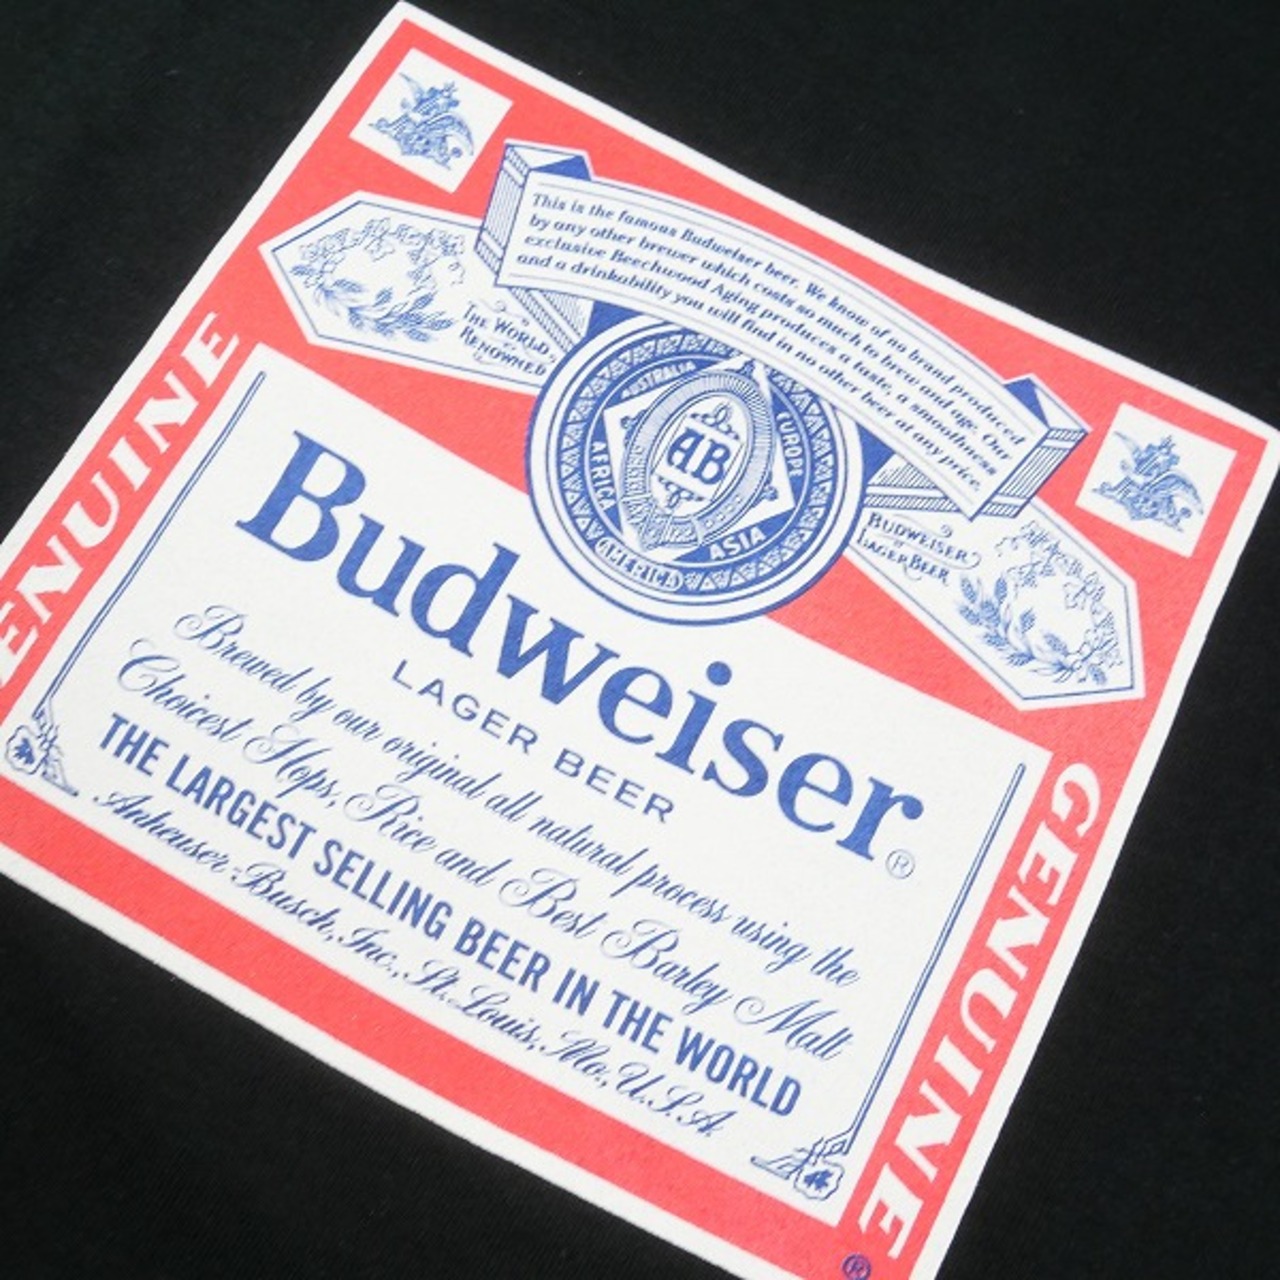 This is the famous Budweiser beer. We know of no brand produced
by any other brewer which costs so much to brew and age. Our
exclusive Beechwood Aging produces a taste, a smoothness
and a drinkability you will find in no other beer at any price.
THE WORLD
RENOWNED
BUDWEISER
LAGER BEER
AUSTRALIA
EUROPE
AFRICA
ASIA
AMERICA
AB
GENUINE
Budweiser®
LAGER BEER
Brewed by our original all natural process using the
Choicest Hops, Rice and Best Barley Malt
THE LARGEST SELLING BEER IN THE WORLD
Anheuser-Busch, Inc., St. Louis, Mo., U.S.A.
ENUINE
®